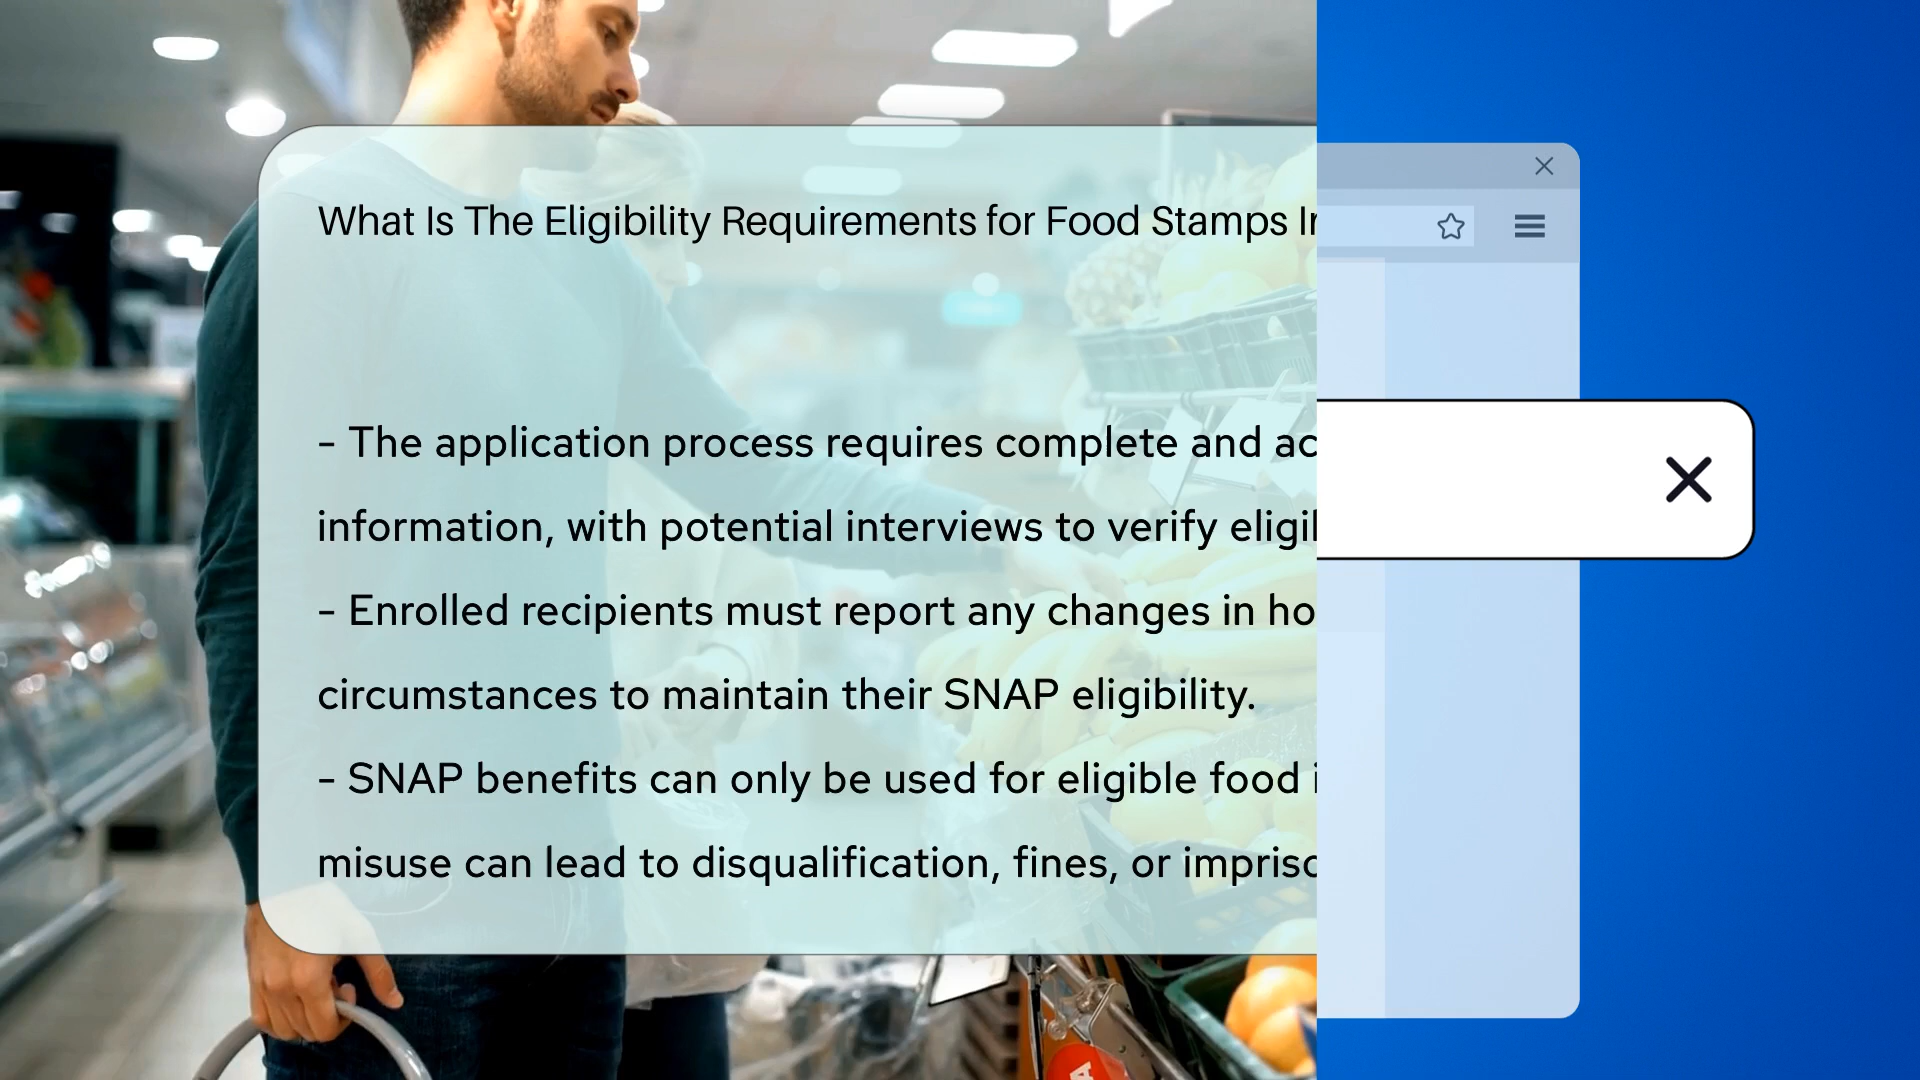 What Is The Eligibility Requirements for Food Stamps
– The application process requires complete and
information, with potential interviews to verify
– Enrolled recipients must report any changes in
circumstances to maintain their SNAP eligibility.
– SNAP benefits can only be used for eligible food
misuse can lead to disqualification, fines, or